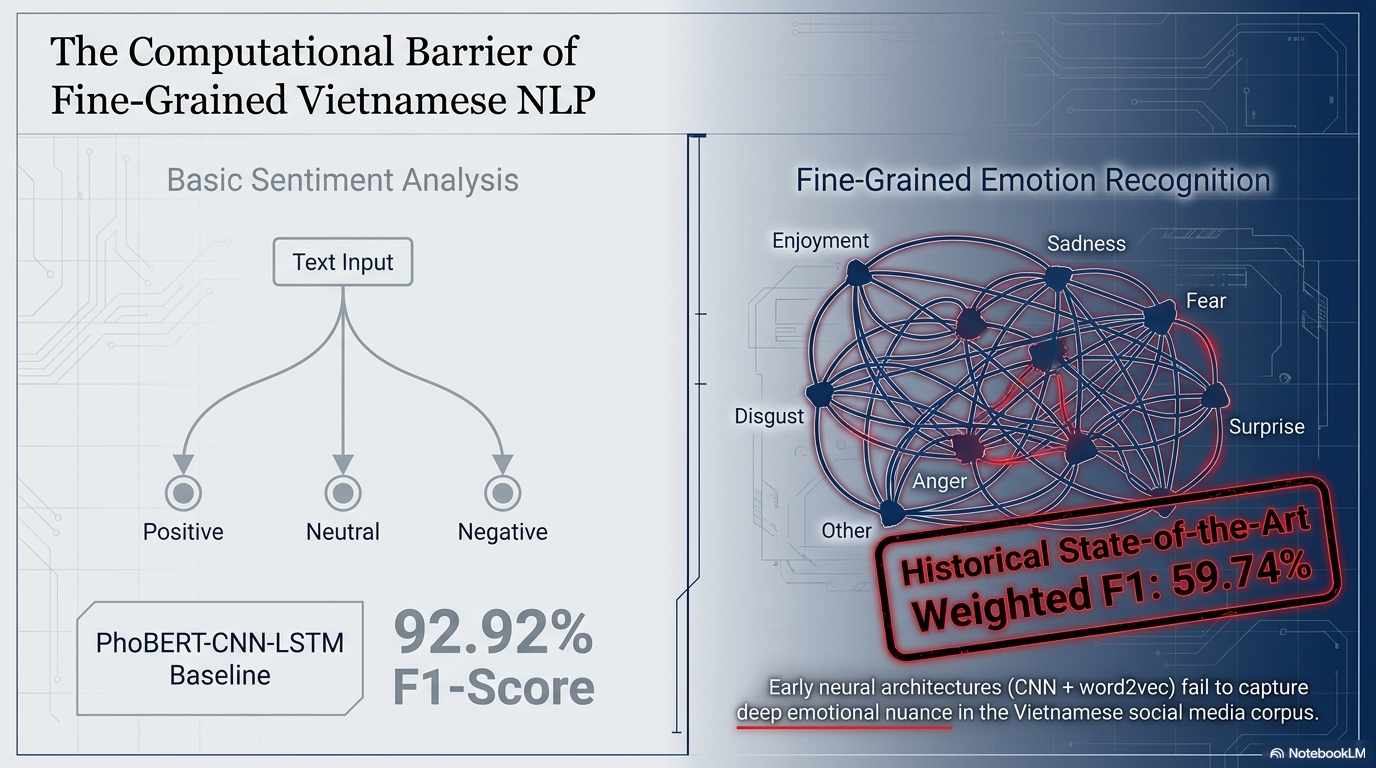 The Computational Barrier of
Fine-Grained Vietnamese NLP
Basic Sentiment Analysis
Text Input
Positive
Neutral
Negative
PhoBERT-CNN-LSTM
Baseline
92.92%
F1-Score
Fine-Grained Emotion Recognition
Enjoyment
Sadness
Fear
Disgust
Surprise
Anger
Other
Historical State-of-the-Art
Weighted F1: 59.74%
Early neural architectures (CNN + word2vec) fail to capture
deep emotional nuance in the Vietnamese social media corpus.
NotebookLM